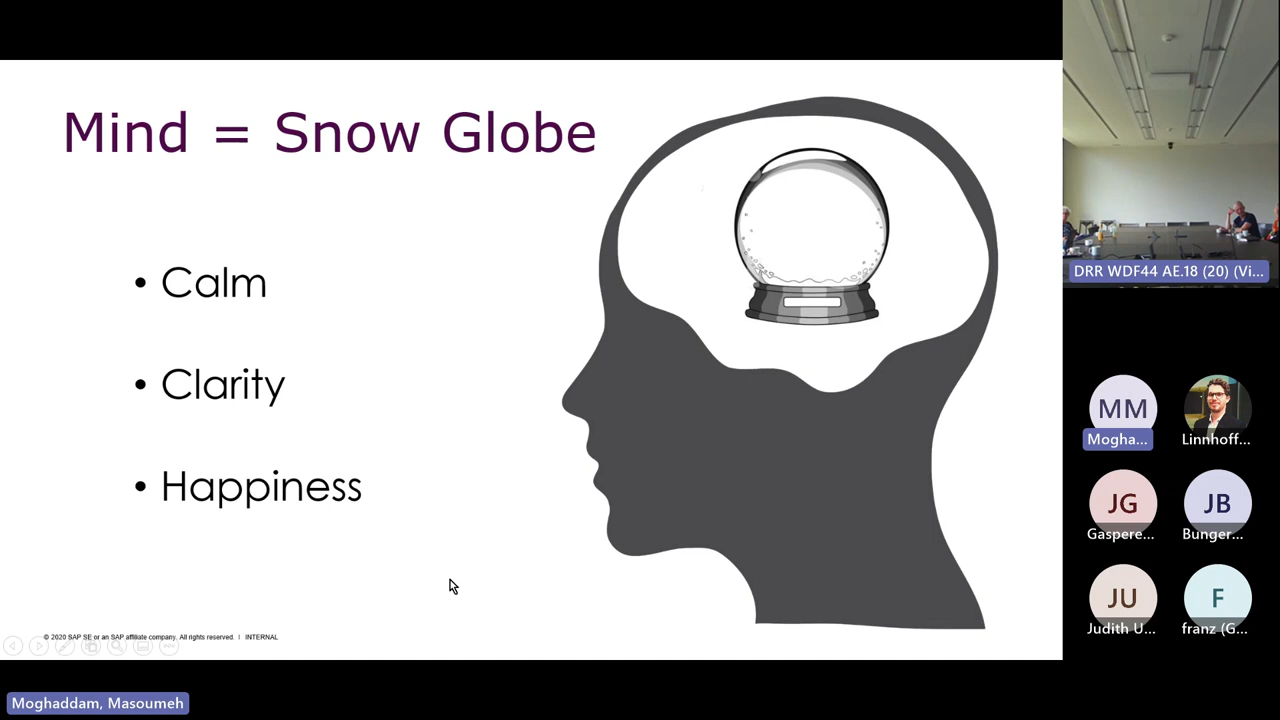 Mind = Snow Globe
• Calm
• Clarity
• Happiness
© 2020 SAP SE or an SAP affiliate company. All rights reserved. | INTERNAL
Moghaddam, Masoumeh
DRR WDF44 AE.18 (20) (Vi...
MM
Mogha...
Linnhoff...
JG
Gaspere...
JB
Bunger...
JU
Judith U...
F
franz (G...